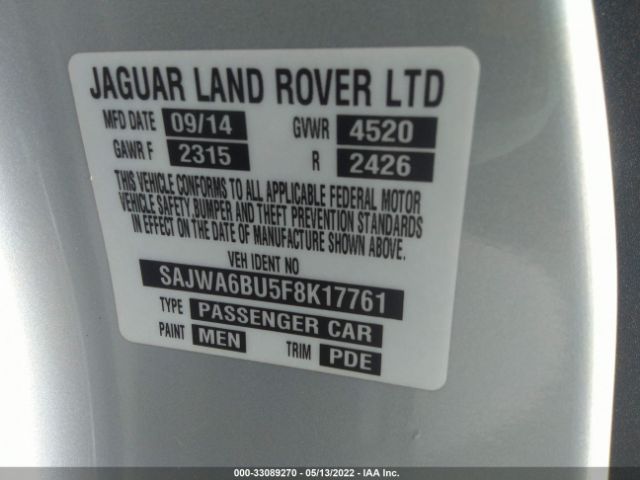 JAGUAR LAND ROVER LTD
MFD DATE 09/14 GVWR 4520
GAWR F 2315 R 2426
THIS VEHICLE CONFORMS TO ALL APPLICABLE FEDERAL MOTOR
VEHICLE SAFETY,BUMPER AND THEFT PREVENTION STANDARDS
IN EFFECT ON THE DATE OF MANUFACTURE SHOWN ABOVE.
VEH IDENT NO
SAJWA6BU5F8K17761
TYPE PASSENGER CAR
PAINT MEN TRIM PDE
000-33089270 - 05/13/2022 - IAA Inc.